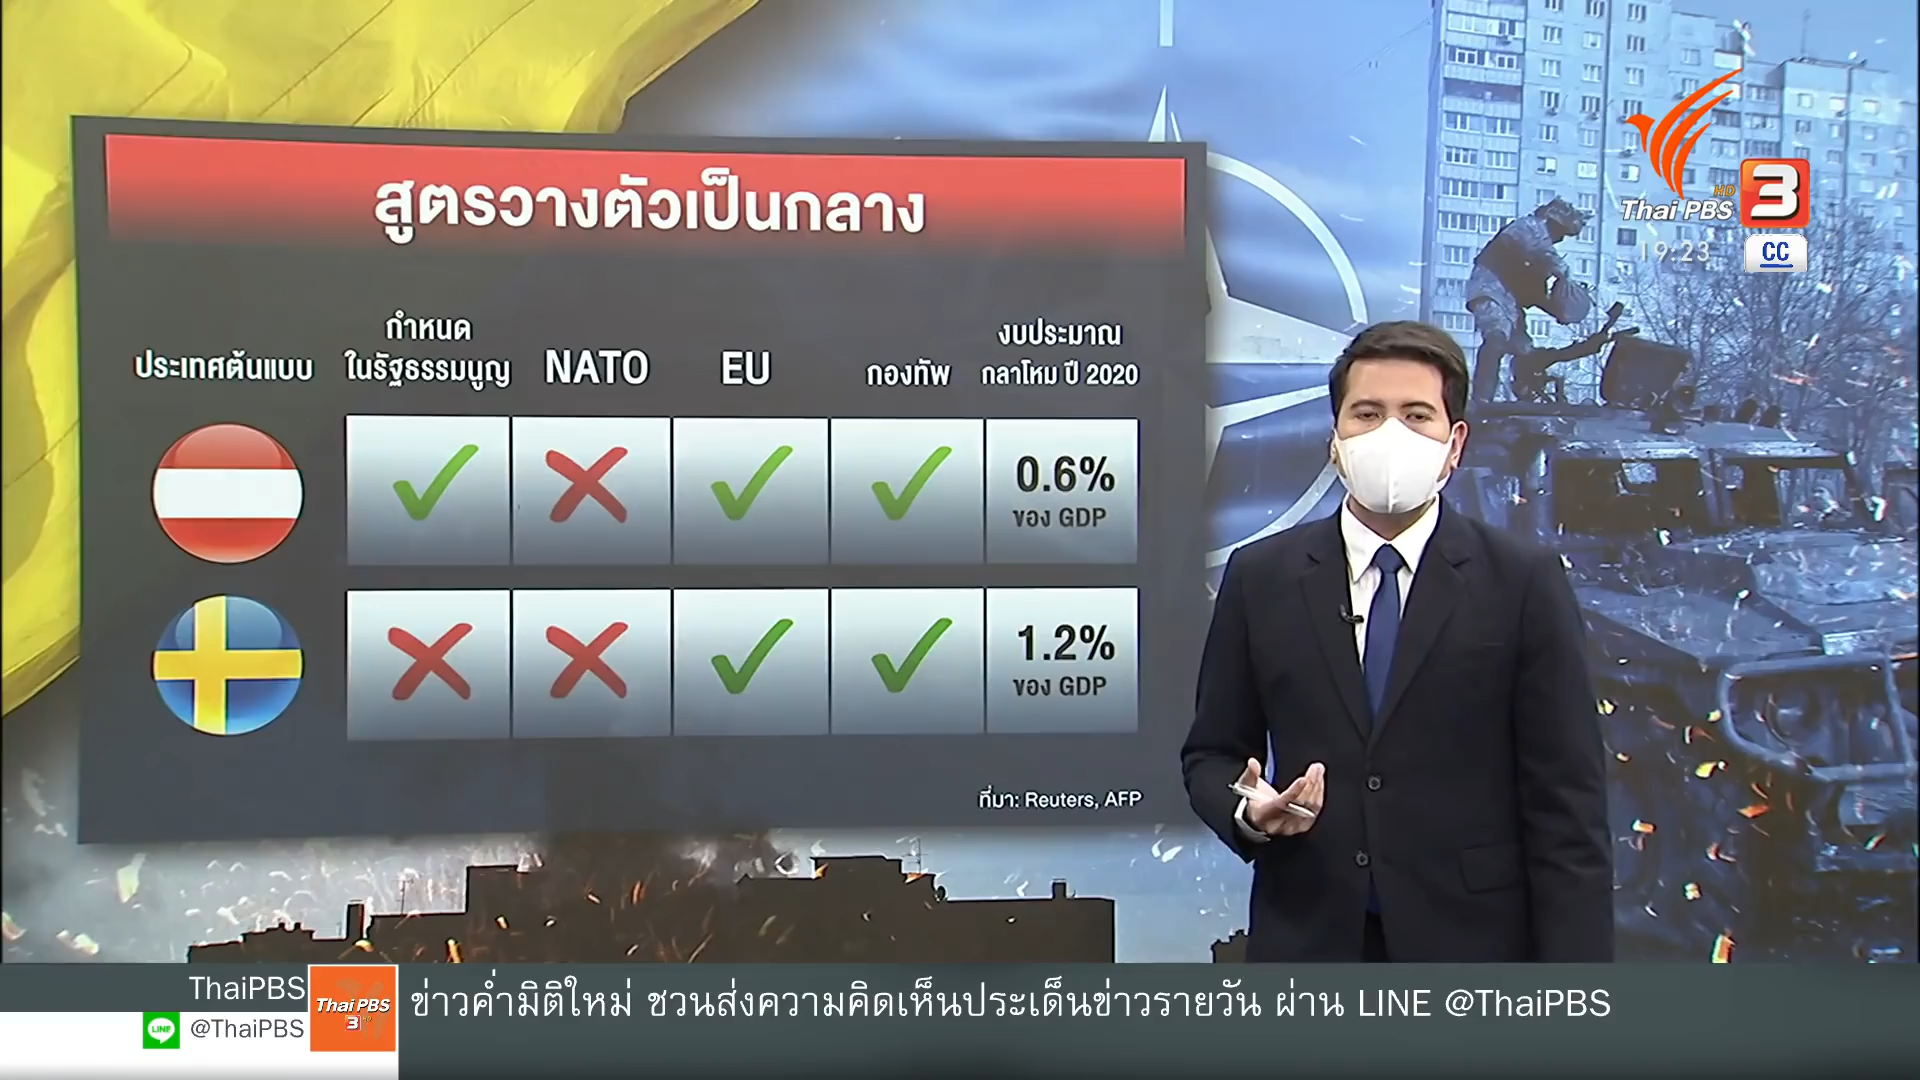 สูตรวางตัวเป็นกลาง
ประเทศต้นแบบ
กำหนด
ในรัฐธรรมนูญ
NATO
EU
กองทัพ
งบประมาณ
กลาโหม ปี 2020
0.6%
ของ GDP
1.2%
ของ GDP
ที่มา: Reuters, AFP
HD
Thai PBS
3
19:23
CC
ThaiPBS
LINE
@ThaiPBS
Thai PBS
3
HD
ข่าวค่ำมิติใหม่ ชวนส่งความคิดเห็นประเด็นข่าวรายวัน ผ่าน LINE @ThaiPBS